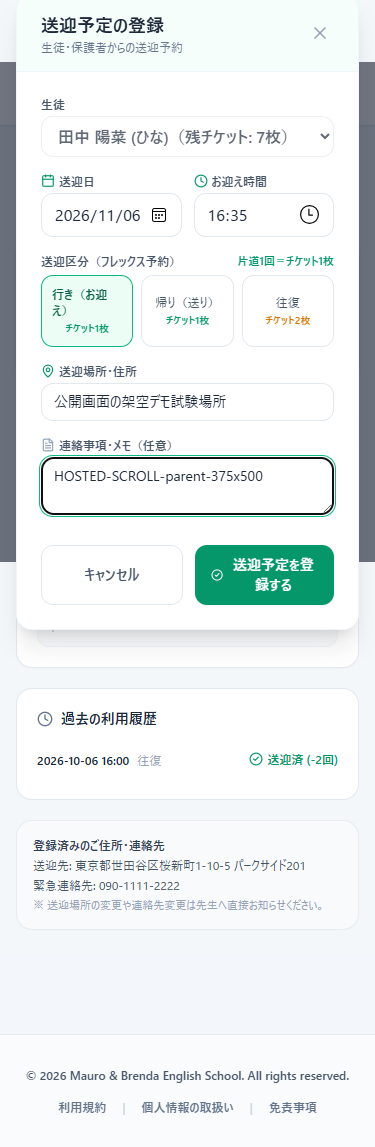 送迎予定の登録
生徒・保護者からの送迎予約
生徒
田中 陽菜 (ひな)（残チケット: 7枚）
送迎日
お迎え時間
2026/11/06
16:35
送迎区分（フレックス予約）
片道1回＝チケット1枚
行き（お迎
え）
チケット1枚
帰り（送り）
チケット1枚
往復
チケット2枚
送迎場所・住所
公開画面の架空デモ試験場所
連絡事項・メモ（任意）
HOSTED-SCROLL-parent-375x500
キャンセル
送迎予定を登
録する
過去の利用履歴
2026-10-06 16:00 往復
送迎済 (-2回)
登録済みのご住所・連絡先
送迎先: 東京都世田谷区桜新町1-10-5 パークサイド201
緊急連絡先: 090-1111-2222
※ 送迎場所の変更や連絡先変更は先生へ直接お知らせください。
© 2026 Mauro & Brenda English School. All rights reserved.
利用規約 | 個人情報の取扱い | 免責事項